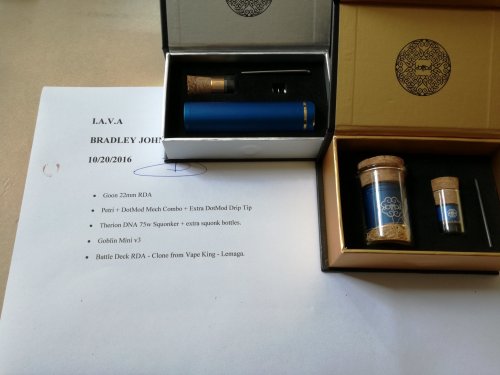 I.A.V.A
BRADLEY JOHN
10/20/2016
Goon 22mm RDA
Petri + DotMod Mech Combo + Extra DotMod Drip Tip
Therion DNA 75w Squonker + extra squonk bottles.
Goblin Mini v3
Battle Deck RDA - Clone from Vape King - Lemaga.